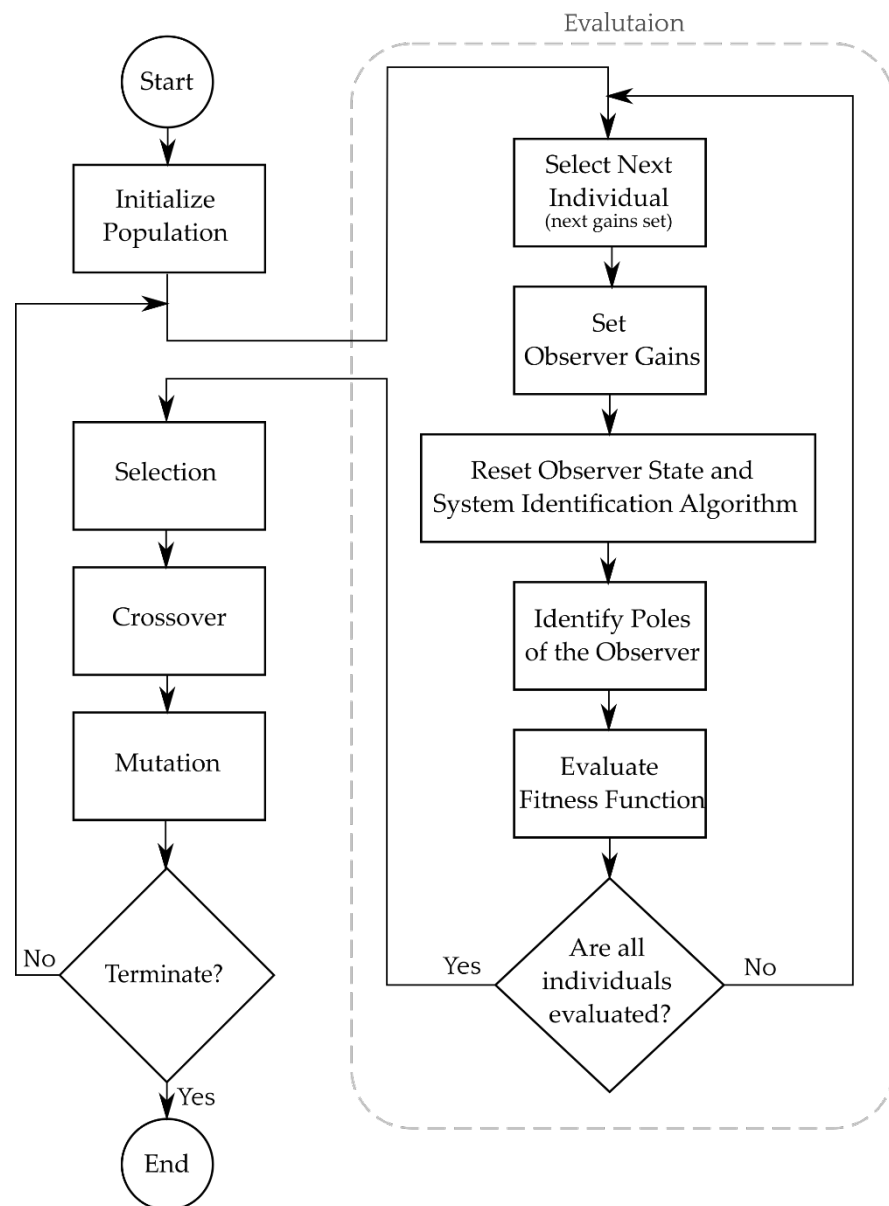 Evalutaion
Start
Initialize
Population
Selection
Crossover
Mutation
Terminate?
No
Yes
End
Select Next
Individual
(next gains set)
Set
Observer Gains
Reset Observer State and
System Identification Algorithm
Identify Poles
of the Observer
Evaluate
Fitness Function
Are all
individuals
evaluated?
Yes
No